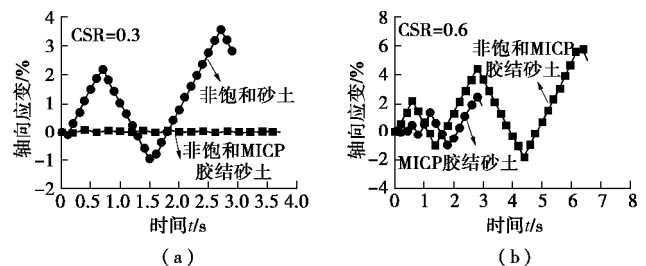 CSR=0.3
4
3
2
1
0
−1
−2
轴向应变/%
非饱和砂土
非饱和MICP
胶结砂土
0 0.5 1.0 1.5 2.0 2.5 3.0 3.5 4.0
时间t/s
(a)
CSR=0.6
8
6
4
2
0
−2
−4
轴向应变/%
非饱和MICP
胶结砂土
MICP胶结砂土
0 1 2 3 4 5 6 7 8
时间t/s
(b)